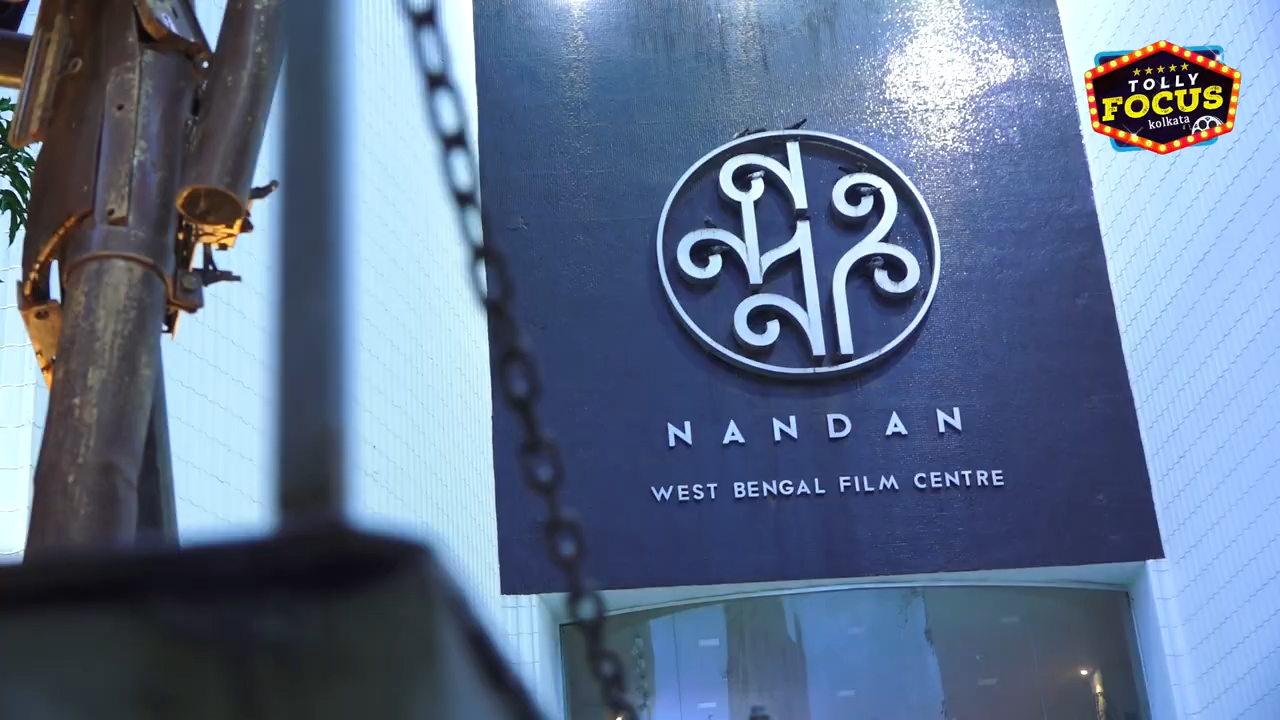 NANDAN
WEST BENGAL FILM CENTRE
TOLLY
FOCUS
kolkata